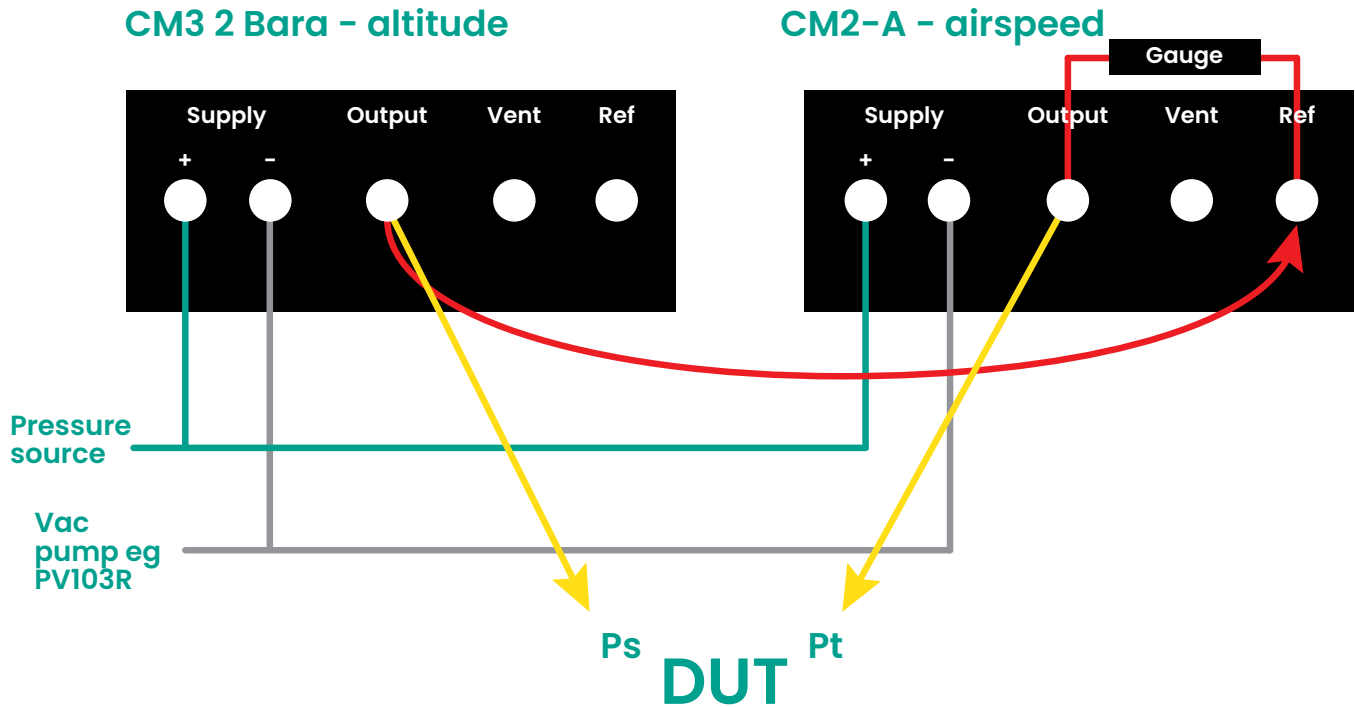 CM3 2 Bara - altitude
CM2-A - airspeed
Gauge
Supply Output Vent Ref
+ -
Supply Output Vent Ref
+ -
Pressure
source
Vac
pump eg
PV103R
Ps
Pt
DUT